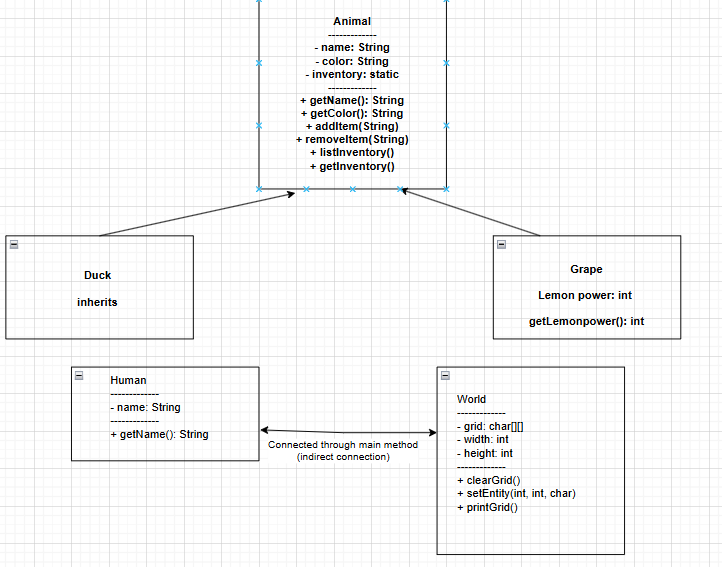 Animal
-------------
- name: String
- color: String
- inventory: static
-------------
+ getName(): String
+ getColor(): String
+ addItem(String)
+ removeItem(String)
+ listInventory()
+ getInventory()
Duck
inherits
Grape
Lemon power: int
getLemonpower(): int
Human
-------------
- name: String
-------------
+ getName(): String
Connected through main method
(indirect connection)
World
-------------
- grid: char[][]
- width: int
- height: int
-------------
+ clearGrid()
+ setEntity(int, int, char)
+ printGrid()